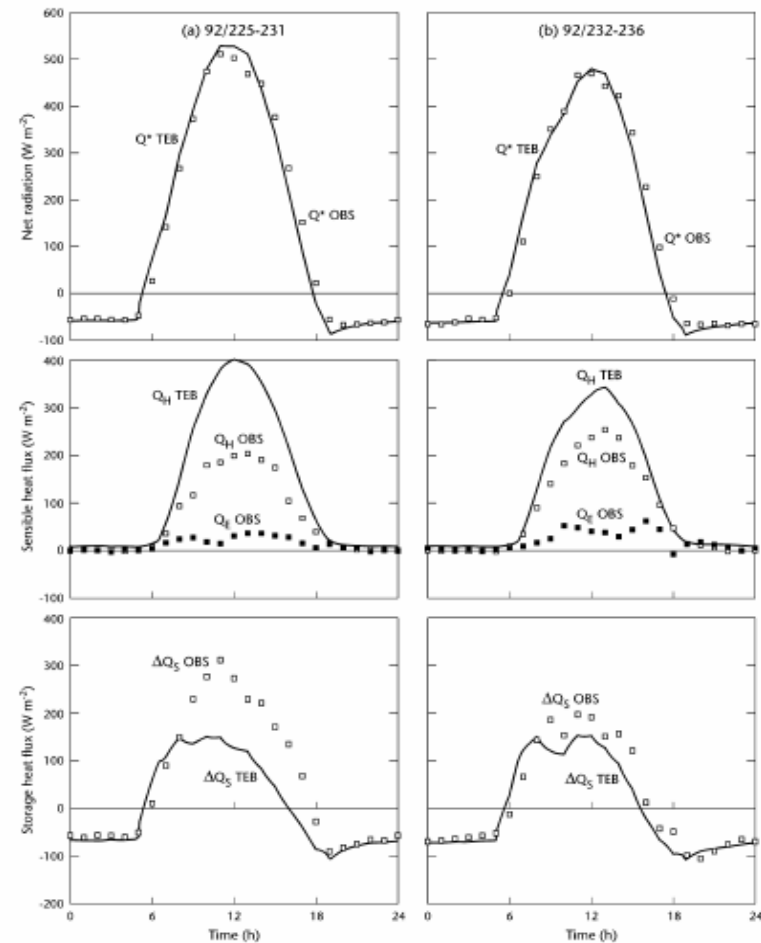 (a) 92/225-231
(b) 92/232-236
Net radiation (W m⁻²)
600
500
400
300
200
100
0
-100
Q* TEB
Q* OBS
Q* TEB
Q* OBS
Sensible heat flux (W m⁻²)
400
300
200
100
0
-100
Q_H TEB
Q_H OBS
Q_E OBS
Q_H TEB
Q_H OBS
Q_E OBS
Storage heat flux (W m⁻²)
400
300
200
100
0
-100
-200
ΔQ_S OBS
ΔQ_S TEB
ΔQ_S OBS
ΔQ_S TEB
0 6 12 18 24
0 6 12 18 24
Time (h)
Time (h)